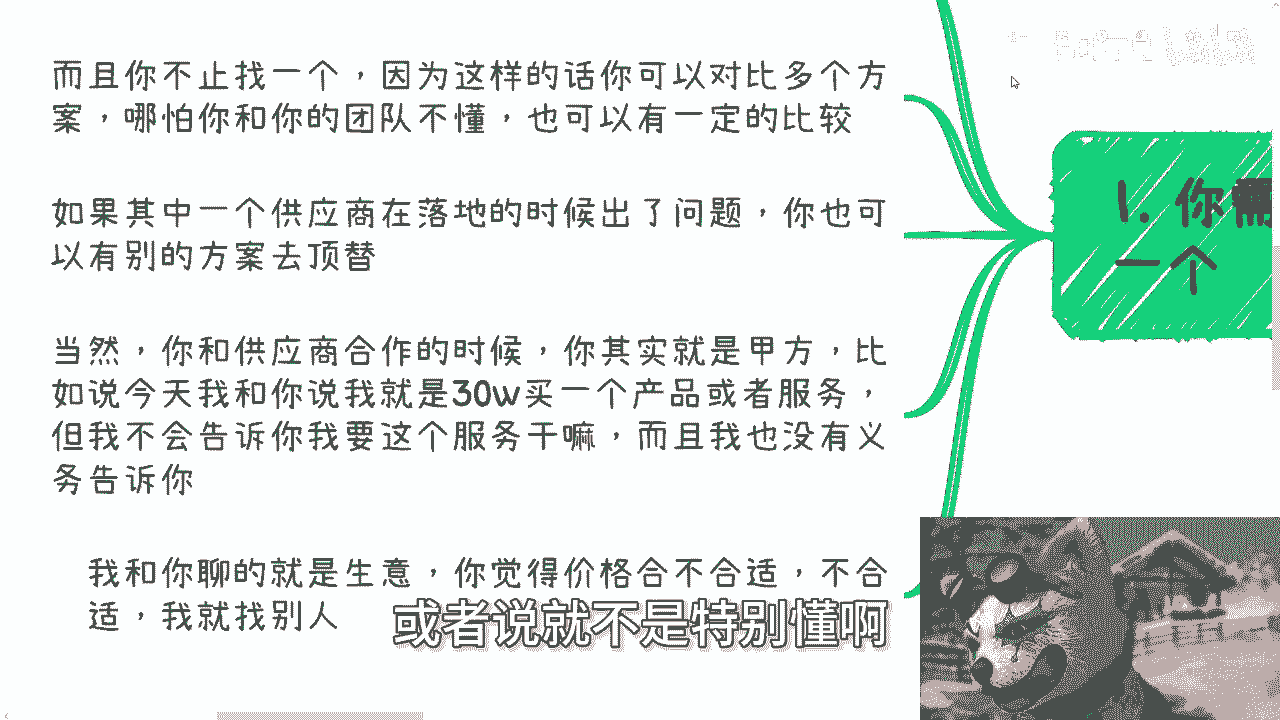 而且你不止找一个，因为这样的话你可以对比多个方
案，哪怕你和你的团队不懂，也可以有一定的比较
如果其中一个供应商在落地的时候出了问题，你也可
以有别的方案去顶替
当然，你和供应商合作的时候，你其实就是甲方，比
如说今天我和你说我就是30w买一个产品或者服务，
但我不会告诉你我要这个服务干嘛，而且我也没有义
务告诉你
我和你聊的就是生意，你觉得价格合不合适，不合
适，我就找别人
1. 你需
一个
或者说就不是特别懂啊